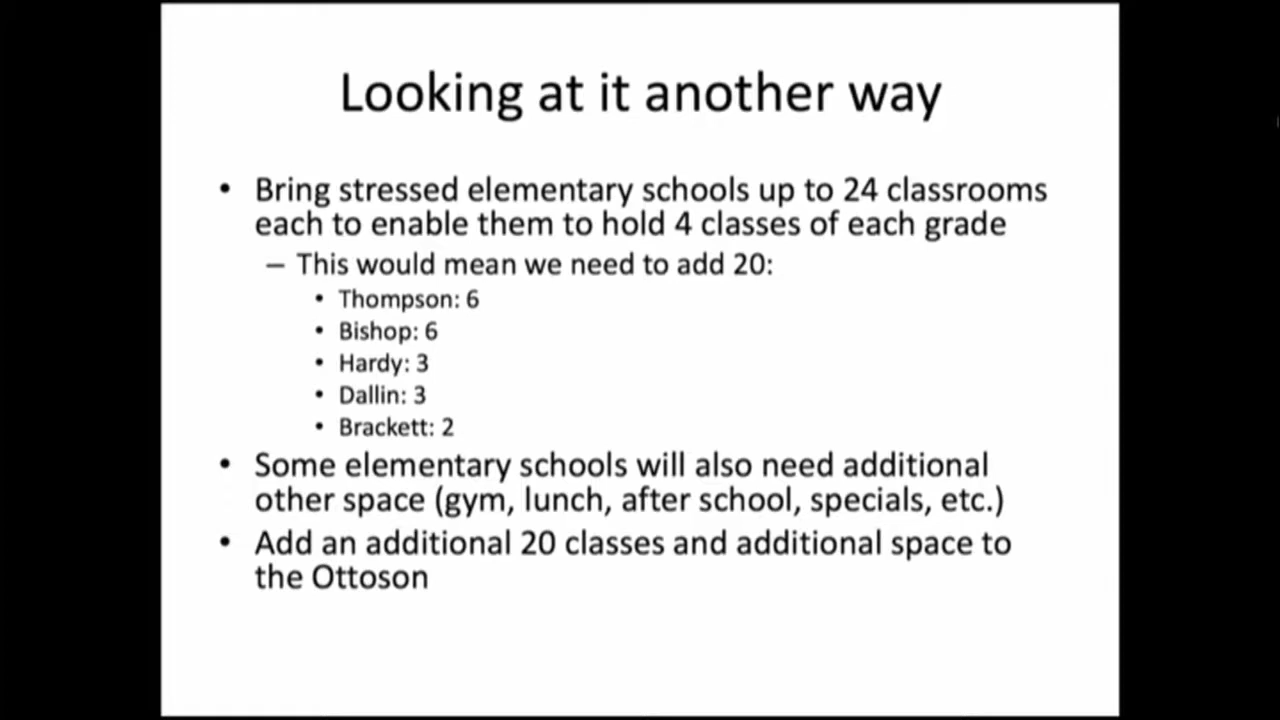 Looking at it another way
• Bring stressed elementary schools up to 24 classrooms
each to enable them to hold 4 classes of each grade
– This would mean we need to add 20:
• Thompson: 6
• Bishop: 6
• Hardy: 3
• Dallin: 3
• Brackett: 2
• Some elementary schools will also need additional
other space (gym, lunch, after school, specials, etc.)
• Add an additional 20 classes and additional space to
the Ottoson